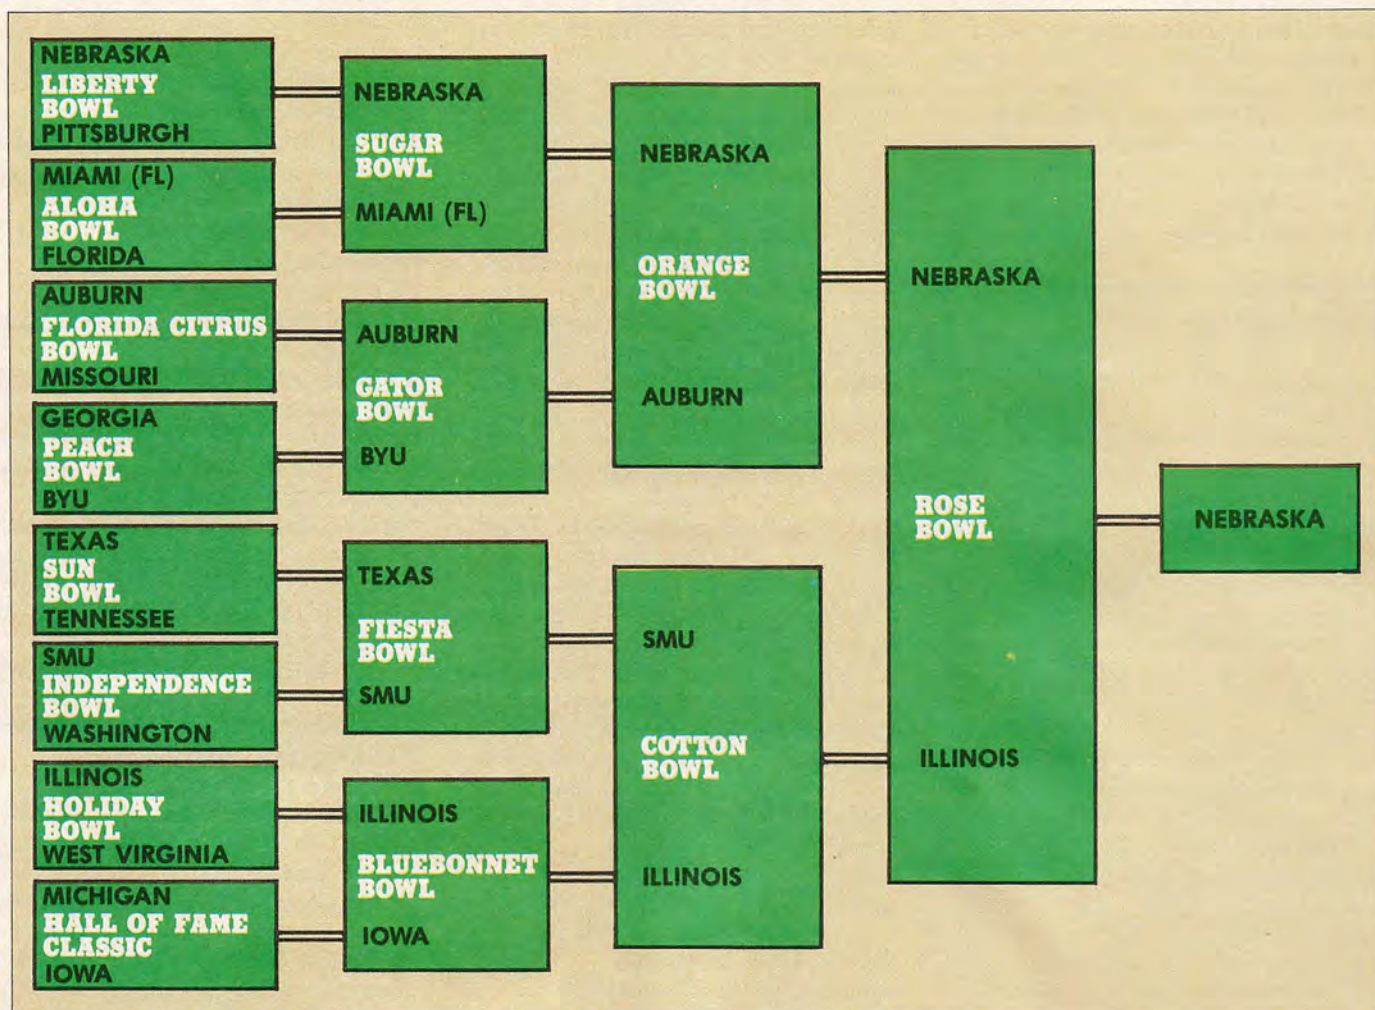 NEBRASKA
LIBERTY
BOWL
PITTSBURGH
MIAMI (FL)
ALOHA
BOWL
FLORIDA
AUBURN
FLORIDA CITRUS
BOWL
MISSOURI
GEORGIA
PEACH
BOWL
BYU
TEXAS
SUN
BOWL
TENNESSEE
SMU
INDEPENDENCE
BOWL
WASHINGTON
ILLINOIS
HOLIDAY
BOWL
WEST VIRGINIA
MICHIGAN
HALL OF FAME
CLASSIC
IOWA
NEBRASKA
SUGAR
BOWL
MIAMI (FL)
AUBURN
GATOR
BOWL
BYU
TEXAS
FIESTA
BOWL
SMU
ILLINOIS
BLUEBONNET
BOWL
IOWA
NEBRASKA
ORANGE
BOWL
AUBURN
SMU
COTTON
BOWL
ILLINOIS
NEBRASKA
ROSE
BOWL
ILLINOIS
NEBRASKA